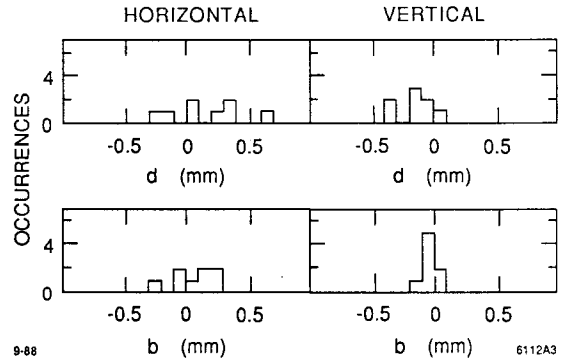 HORIZONTAL VERTICAL
OCCURRENCES
4
0
-0.5 0 0.5 -0.5 0 0.5
d (mm) d (mm)
4
0
-0.5 0 0.5 -0.5 0 0.5
b (mm) b (mm)
9-88 6112A3